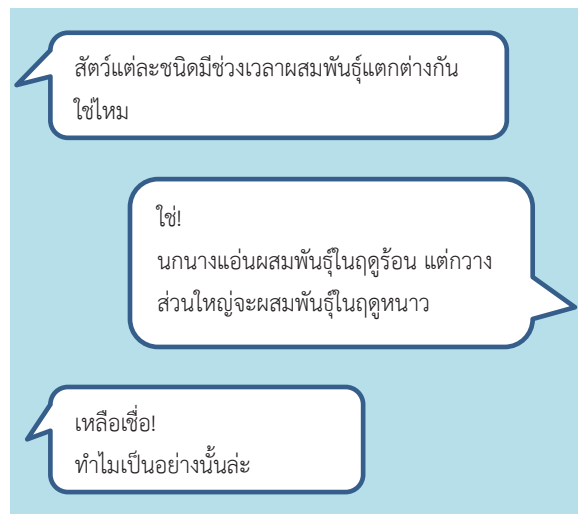 สัตว์แต่ละชนิดมีช่วงเวลาผสมพันธุ์แตกต่างกัน
ใช่ไหม
ใช่!
นกนางแอ่นผสมพันธุ์ในฤดูร้อน แต่กวาง
ส่วนใหญ่จะผสมพันธุ์ในฤดูหนาว
เหลือเชื่อ!
ทำไมเป็นอย่างนั้นล่ะ